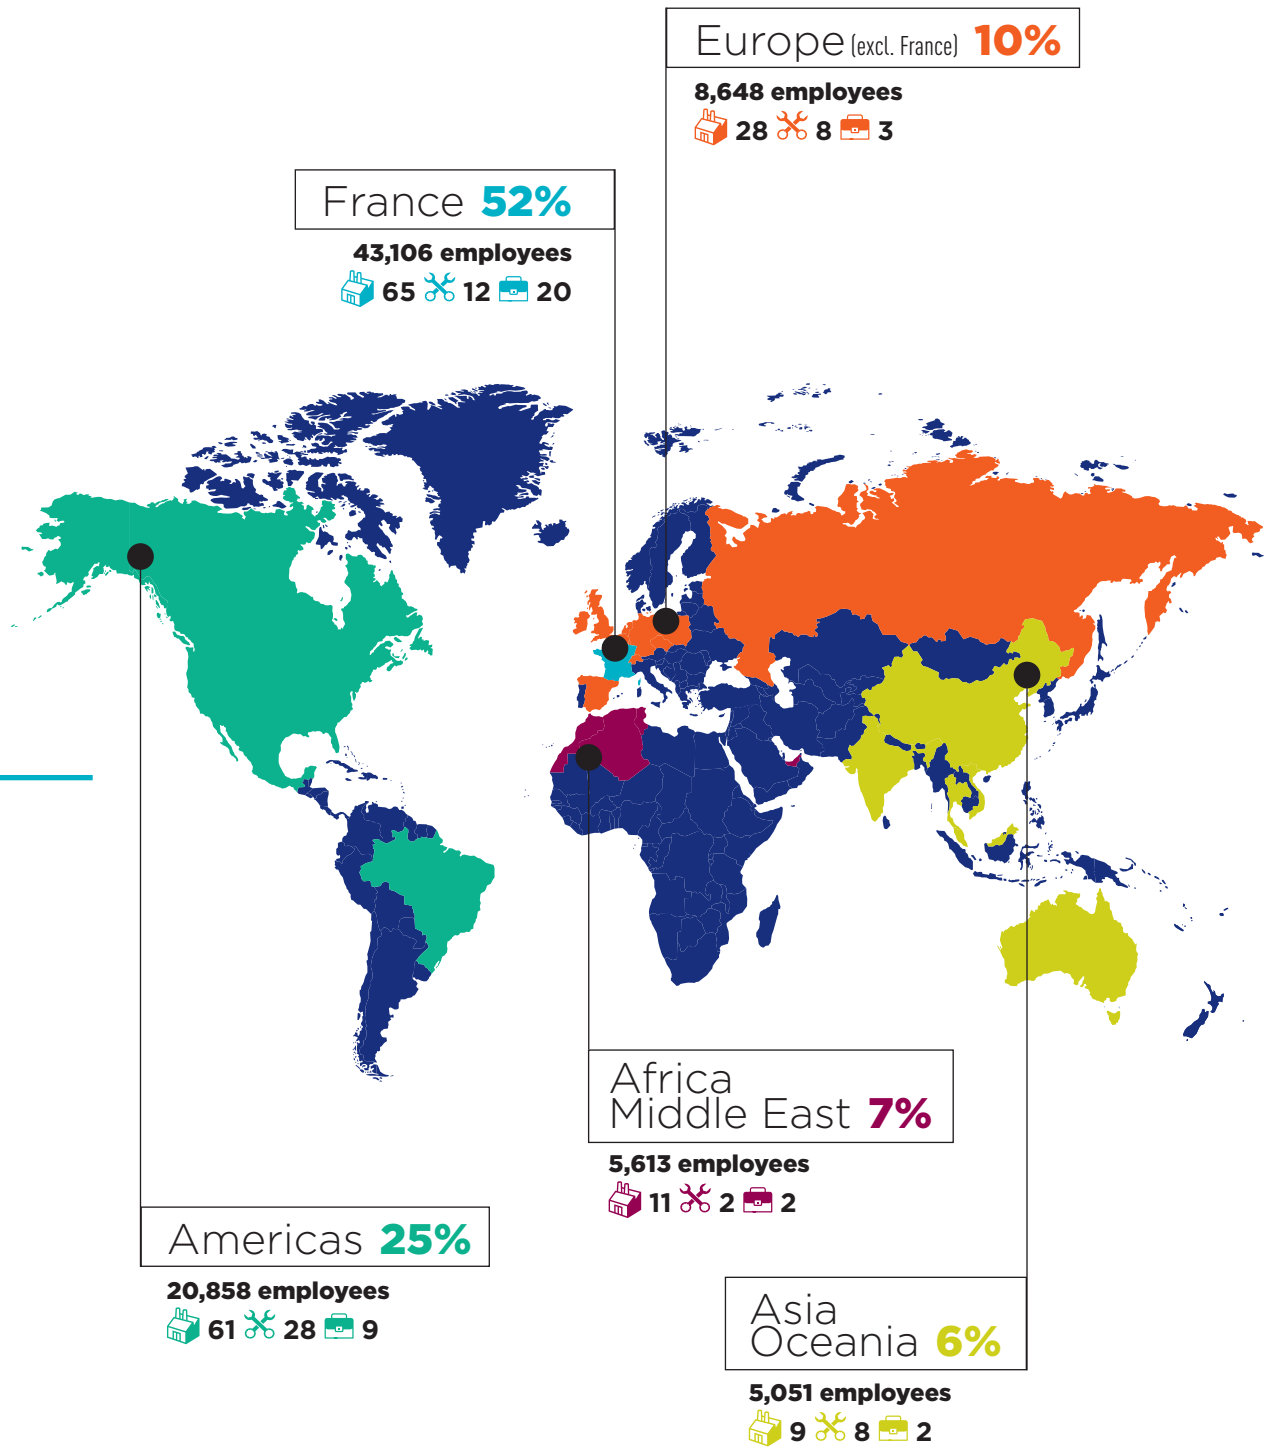 Europe (excl. France) 10%
8,648 employees
28 8 3
France 52%
43,106 employees
65 12 20
Africa
Middle East 7%
5,613 employees
11 2 2
Americas 25%
20,858 employees
61 28 9
Asia
Oceania 6%
5,051 employees
9 8 2